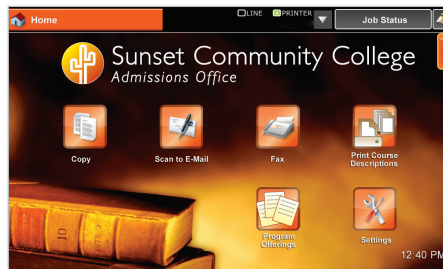 Home
LINE PRINTER
Job Status
Sunset Community College
Admissions Office
Copy
Scan to E-Mail
Fax
Print Course
Descriptions
Program
Offerings
Settings
10
12:40 PM